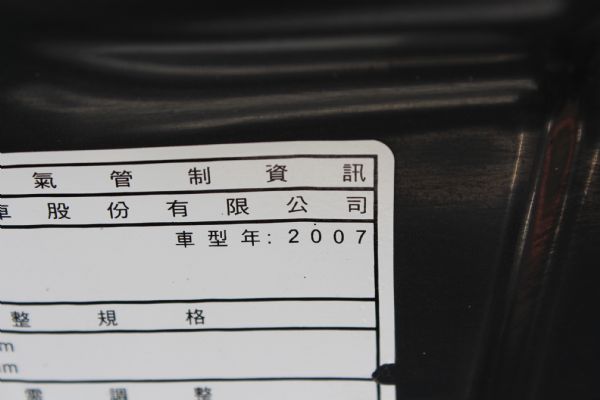 氣管制資訊
車股份有限公司
車型年: 2007
整規格
m
m
需調整